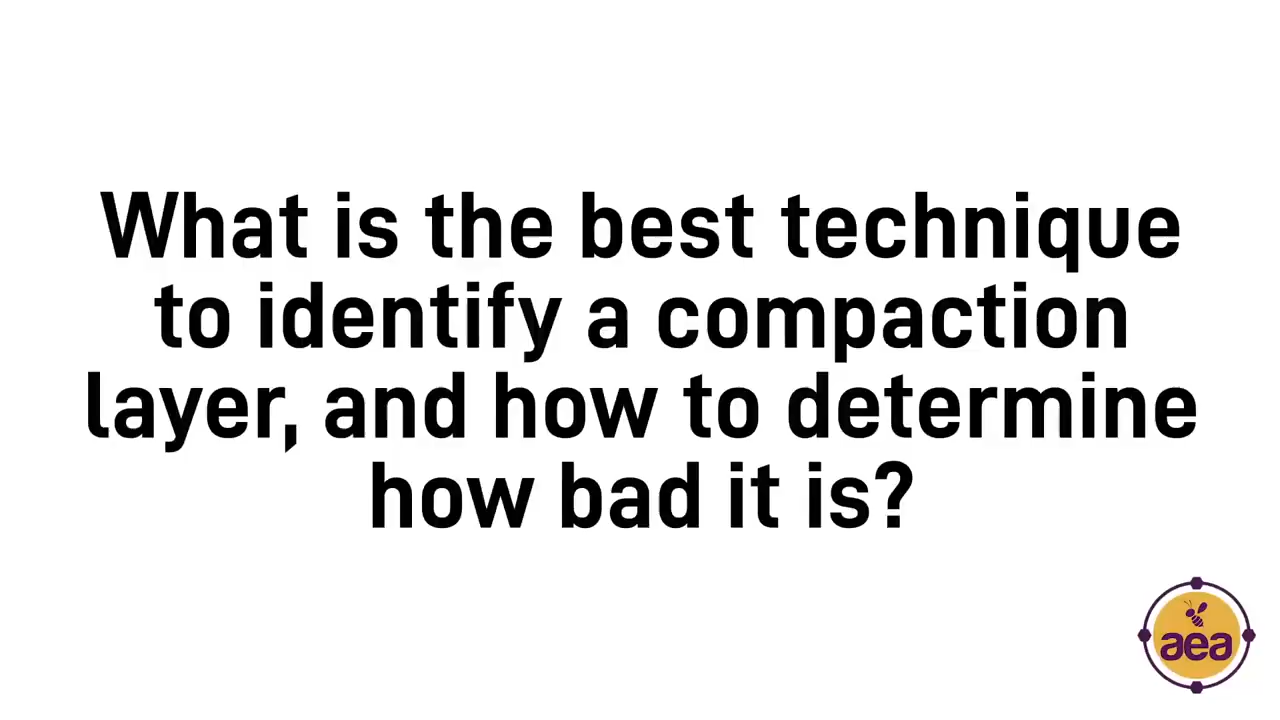 What is the best technique
to identify a compaction
layer, and how to determine
how bad it is?
aea